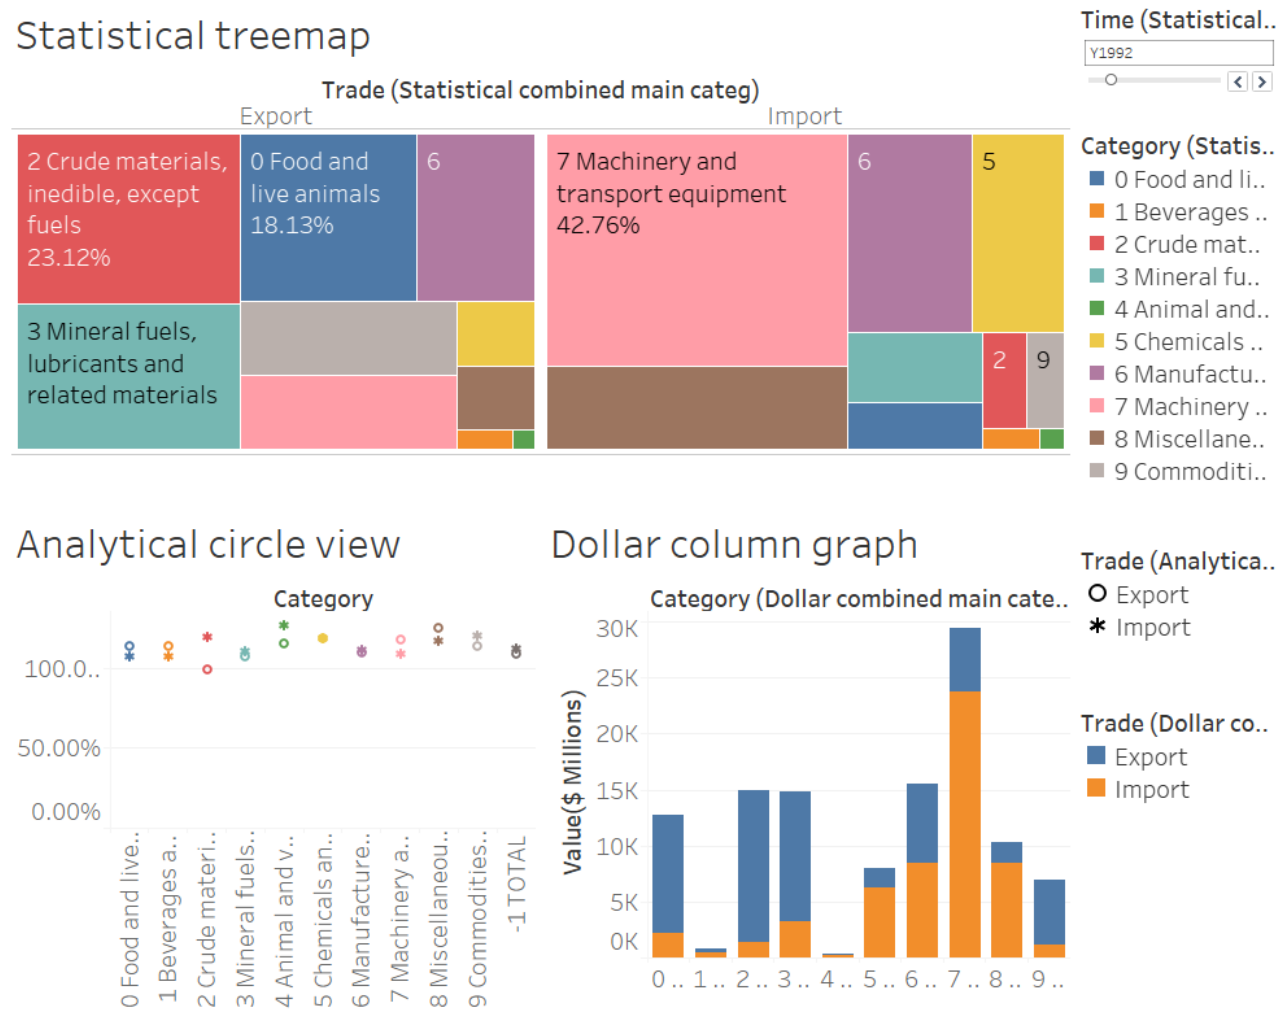 Statistical treemap
Trade (Statistical combined main categ)
Export
Import
2 Crude materials,
inedible, except
fuels
23.12%
0 Food and
live animals
18.13%
6
3 Mineral fuels,
lubricants and
related materials
7 Machinery and
transport equipment
42.76%
6
5
2
9
Time (Statistical..
Y1992
Category (Statis..
0 Food and li..
1 Beverages ..
2 Crude mat..
3 Mineral fu..
4 Animal and..
5 Chemicals ..
6 Manufactu..
7 Machinery ..
8 Miscellane..
9 Commoditi..
Analytical circle view
Category
100.0..
50.00%
0.00%
0 Food and live..
1 Beverages a..
2 Crude materi..
3 Mineral fuels..
4 Animal and v..
5 Chemicals an..
6 Manufacture..
7 Machinery a..
8 Miscellaneou..
9 Commodities..
-1 TOTAL
Dollar column graph
Category (Dollar combined main cate..
Value($ Millions)
30K
25K
20K
15K
10K
5K
0K
0 ..
1 ..
2 ..
3 ..
4 ..
5 ..
6 ..
7 ..
8 ..
9 ..
Trade (Analytica..
Export
Import
Trade (Dollar co..
Export
Import